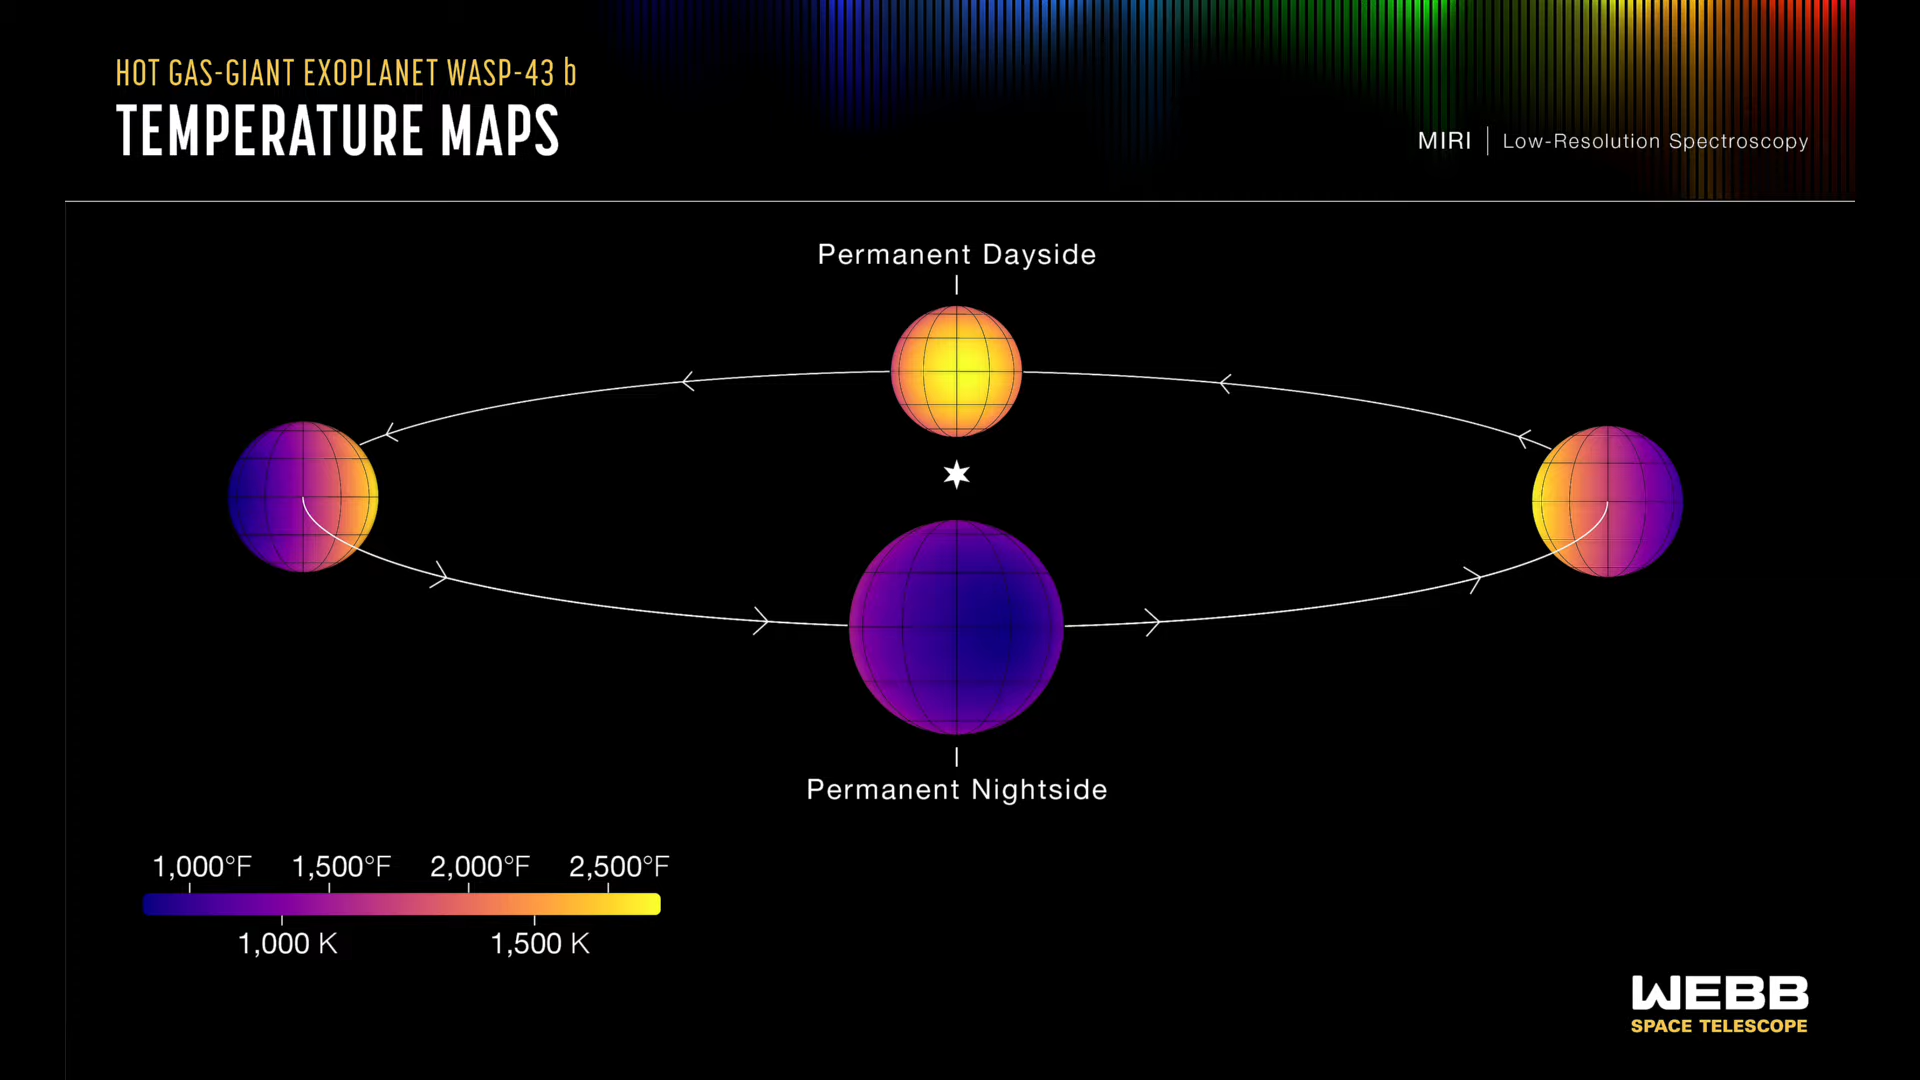 HOT GAS-GIANT EXOPLANET WASP-43 b
TEMPERATURE MAPS
MIRI | Low-Resolution Spectroscopy
Permanent Dayside
Permanent Nightside
1,000°F 1,500°F 2,000°F 2,500°F
1,000 K 1,500 K
WEBB
SPACE TELESCOPE